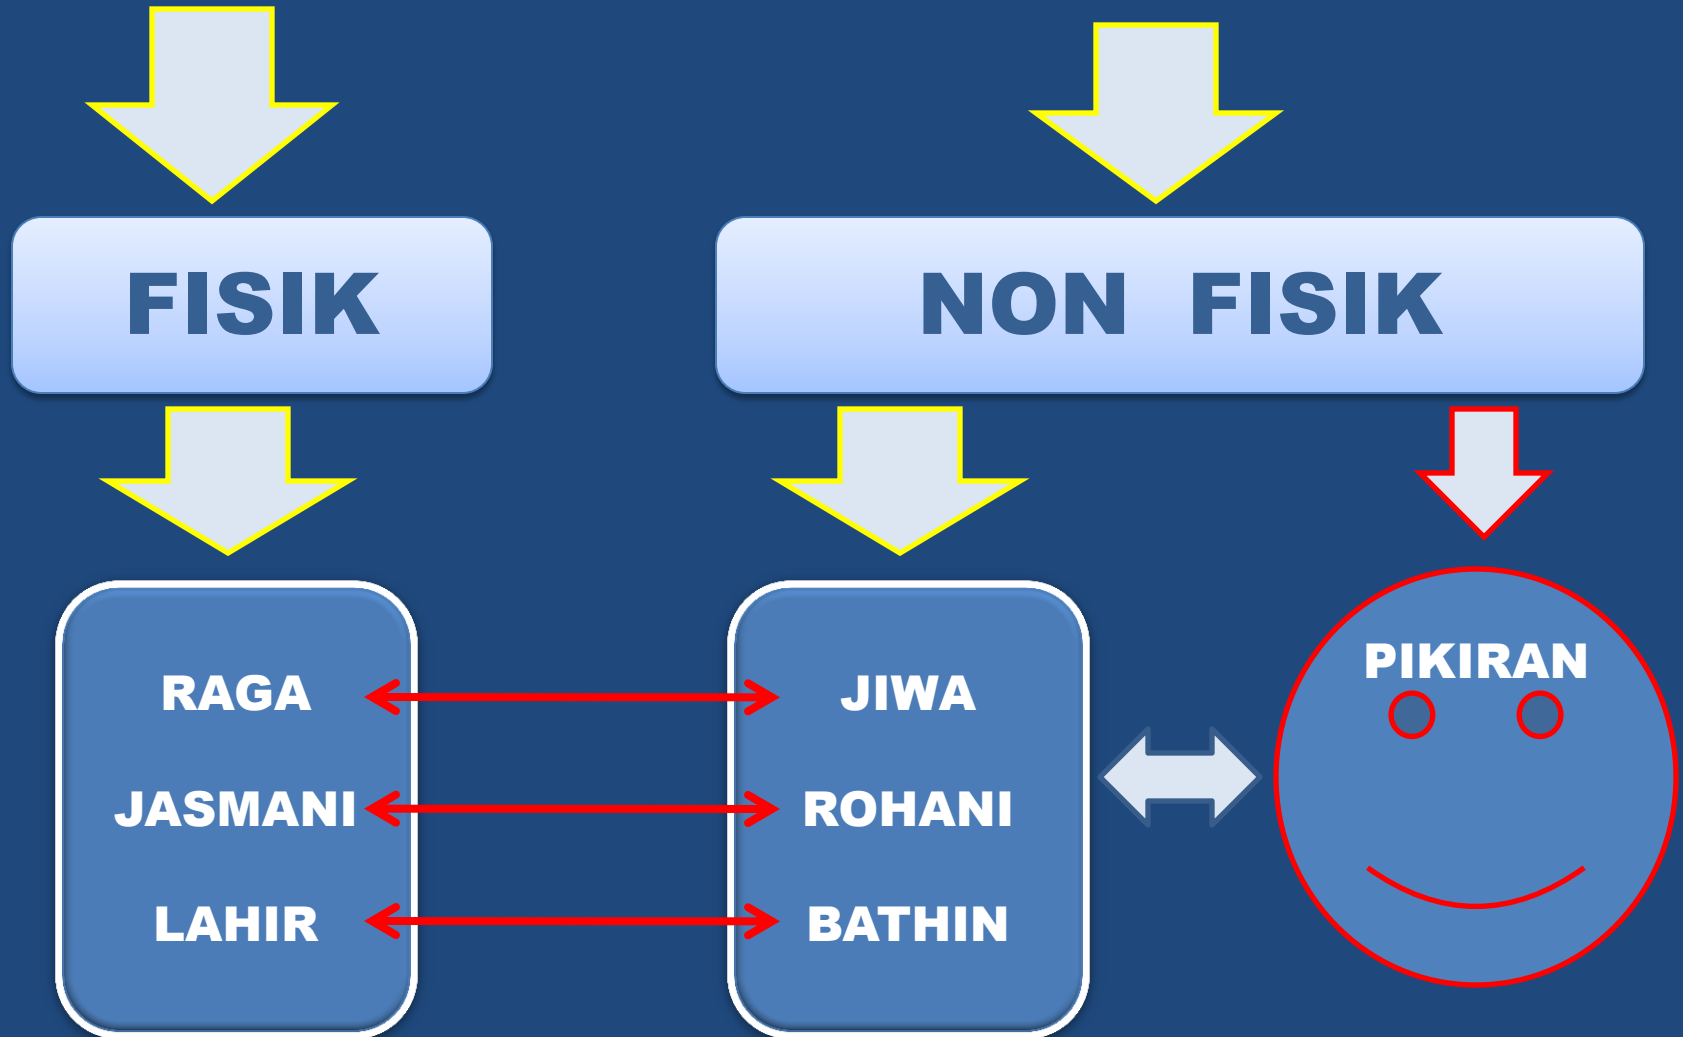 FISIK
NON FISIK
RAGA
JASMANI
LAHIR
JIWA
ROHANI
BATHIN
PIKIRAN